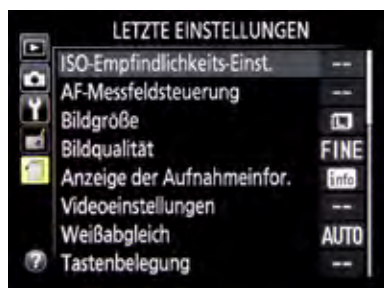 LETZTE EINSTELLUNGEN
ISO-Empfindlichkeits-Einst. --
AF-Messfeldsteuerung --
Bildgröße L
Bildqualität FINE
Anzeige der Aufnahmeinfor. info
Videoeinstellungen --
Weißabgleich AUTO
? Tastenbelegung --